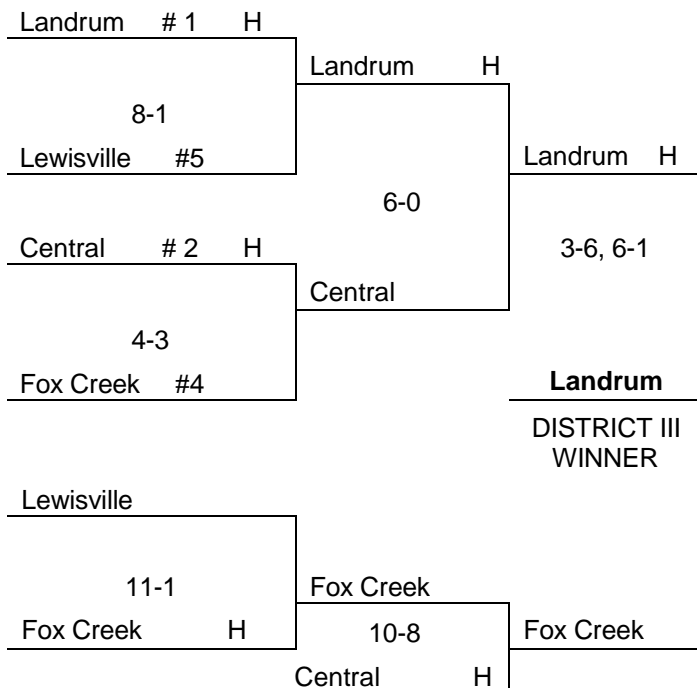 Landrum # 1 H
Landrum H
8-1
Lewisville #5
Landrum H
6-0
Central # 2 H
3-6, 6-1
Central
4-3
Fox Creek #4
Landrum
DISTRICT III
WINNER
Lewisville
11-1
Fox Creek
Fox Creek H
10-8
Fox Creek
Central H